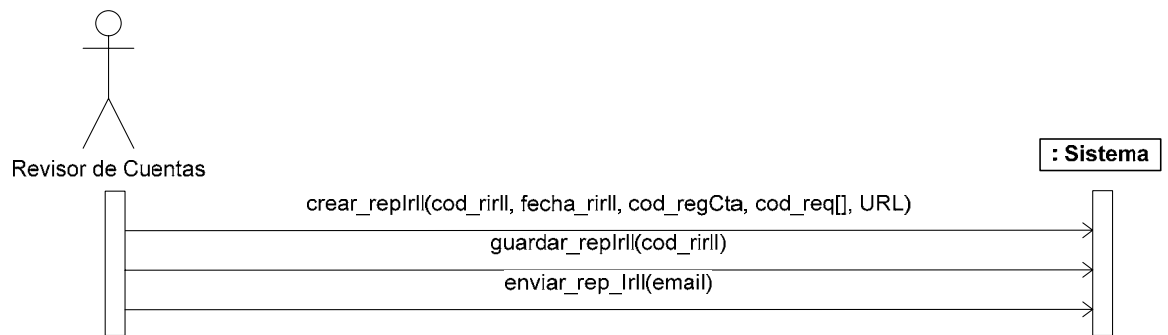 Revisor de Cuentas
: Sistema
crear_repIrll(cod_rirll, fecha_rirll, cod_regCta, cod_req[], URL)
guardar_repIrll(cod_rirll)
enviar_rep_Irll(email)